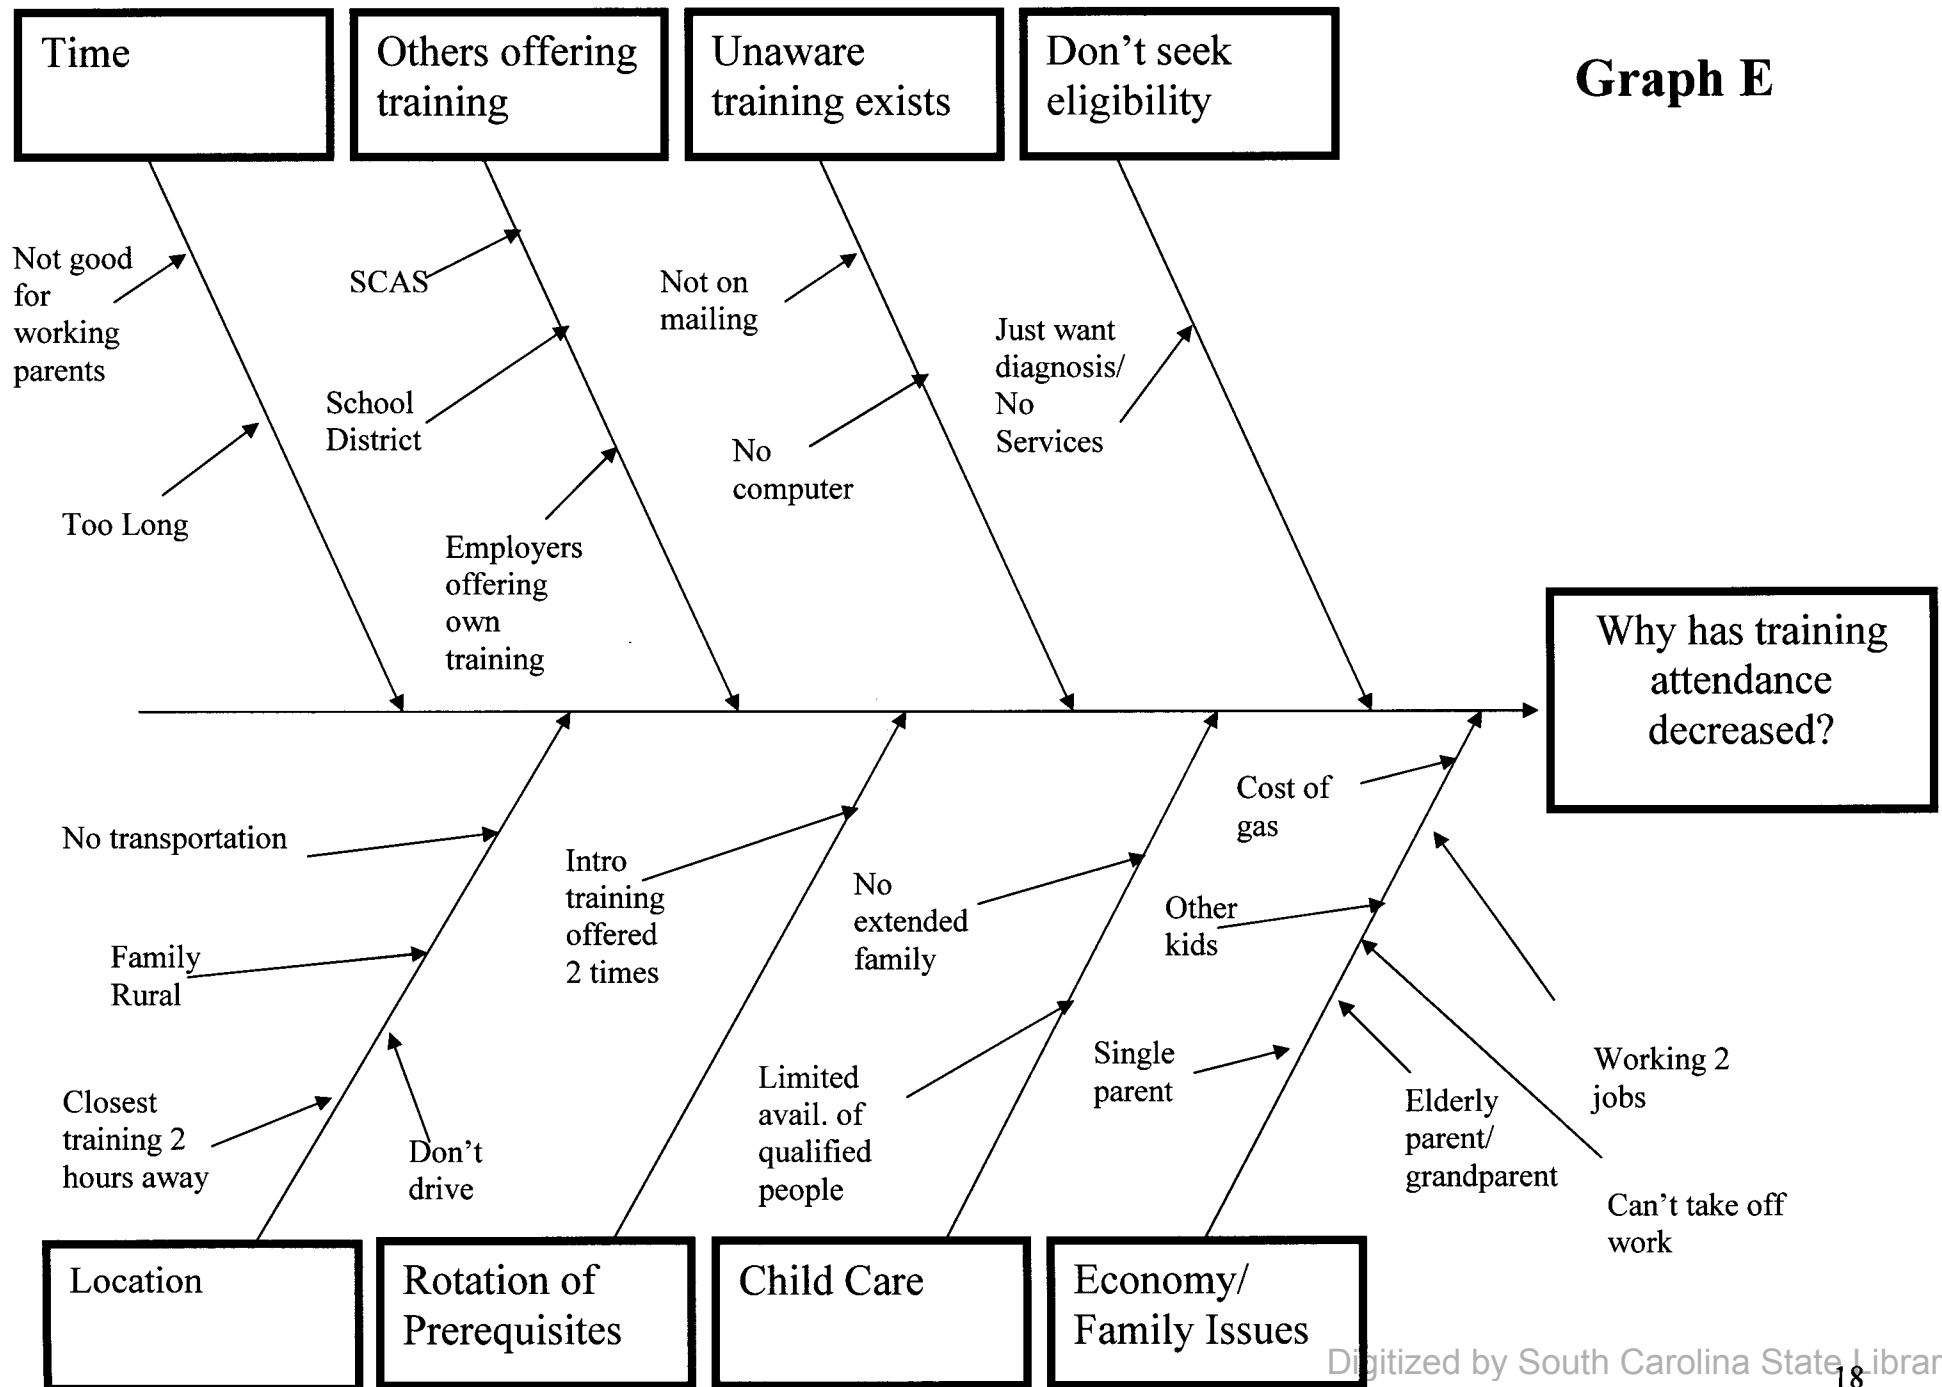 Time
Others offering
training
Unaware
training exists
Don't seek
eligibility
Graph E
Not good
for
working
parents
Too Long
SCAS
School
District
Employers
offering
own
training
Not on
mailing
No
computer
Just want
diagnosis/
No
Services
Why has training
attendance
decreased?
No transportation
Family
Rural
Closest
training 2
hours away
Don't
drive
Intro
training
offered
2 times
No
extended
family
Limited
avail. of
qualified
people
Cost of
gas
Other
kids
Single
parent
Elderly
parent/
grandparent
Working 2
jobs
Can't take off
work
Location
Rotation of
Prerequisites
Child Care
Economy/
Family Issues
Digitized by South Carolina State Librar
18